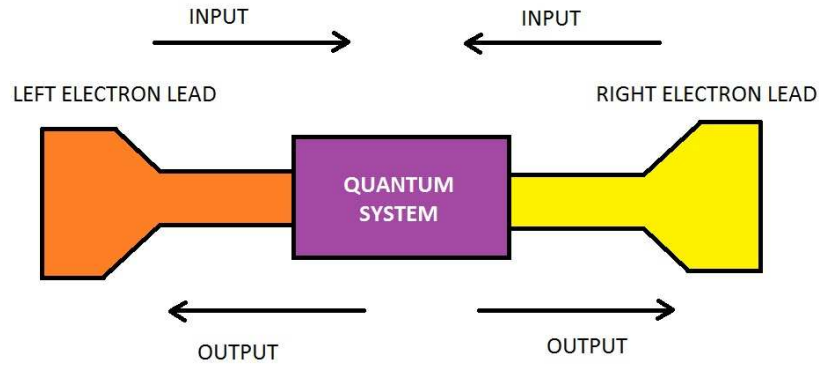 INPUT
INPUT
LEFT ELECTRON LEAD
RIGHT ELECTRON LEAD
QUANTUM
SYSTEM
OUTPUT
OUTPUT